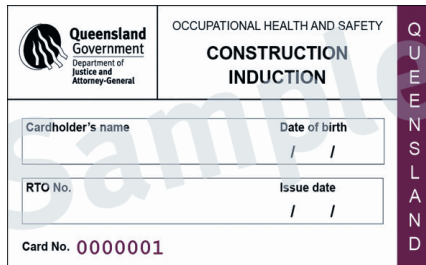 Queensland
Government
Department of
Justice and
Attorney-General
OCCUPATIONAL HEALTH AND SAFETY
CONSTRUCTION
INDUCTION
QUEENSLAND
Cardholder's name Date of birth
/ /
RTO No. Issue date
/ /
Card No. 0000001
Sample